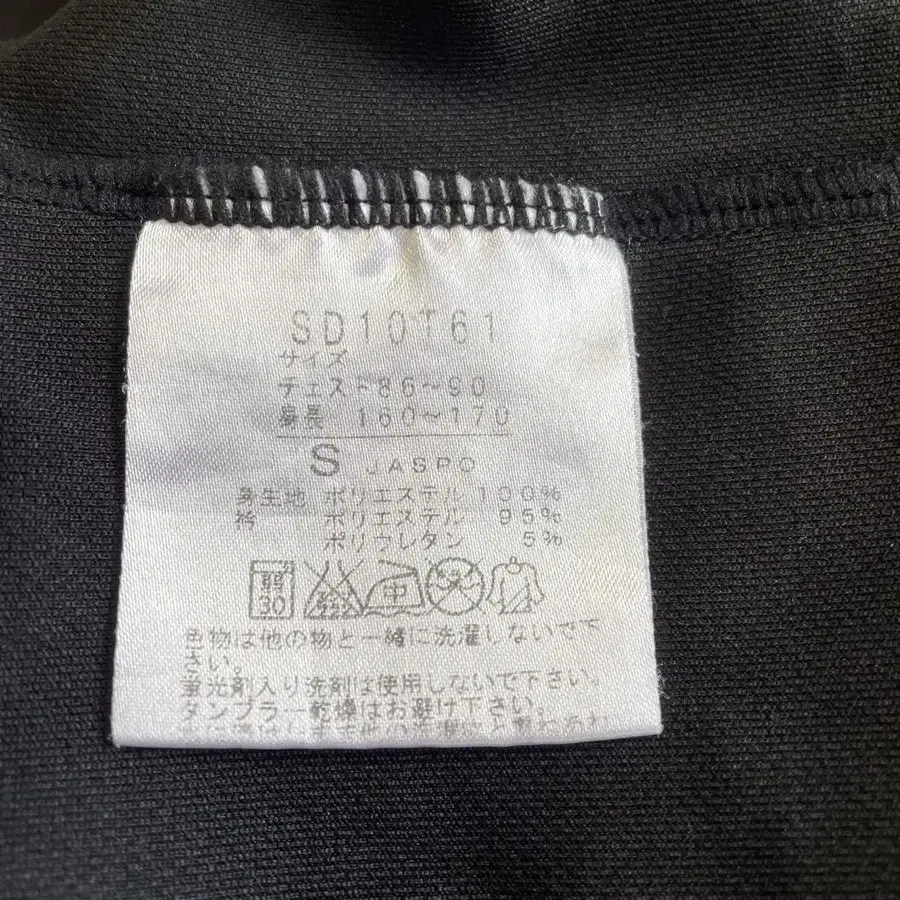 SD10T61
サイズ
チェスト86~90
身長 160~170
S JASPO
身生地 ポリエステル 100%
衿 ポリエステル 95%
ポリウレタン 5%
弱
30
色物は他の物と一緒に洗濯しないで下
さい。
蛍光剤入り洗剤は使用しないで下さい。
タンブラー乾燥はお避け下さい。